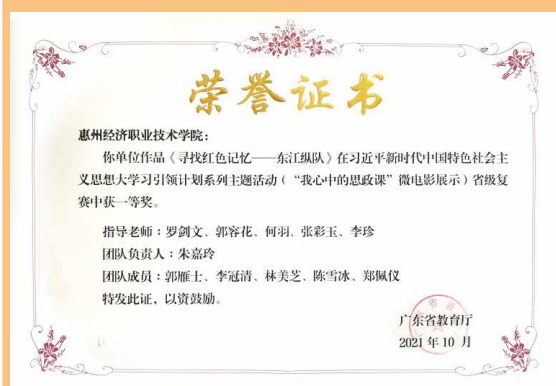 荣誉证书
惠州经济职业技术学院：
你单位作品《寻找红色记忆——东江纵队》在习近平新时代中国特色社会主
义思想大学习引领计划系列主题活动（“我心中的思政课”微电影展示）省级复
赛中获一等奖。
指导老师：罗剑文、郭容花、何羽、张彩玉、李珍
团队负责人：朱嘉玲
团队成员：郭雁士、李冠清、林美芝、陈雪冰、郑佩仪
特发此证，以资鼓励。
广东省教育厅
2021 年 10 月